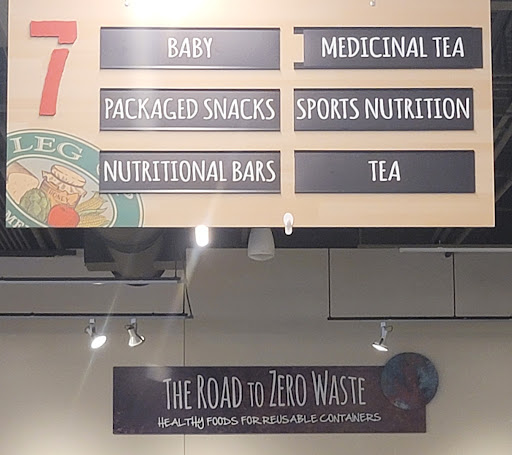 7
BABY
MEDICINAL TEA
PACKAGED SNACKS
SPORTS NUTRITION
NUTRITIONAL BARS
TEA
LEG
THE ROAD TO ZERO WASTE
HEALTHY FOODS FOR REUSABLE CONTAINERS